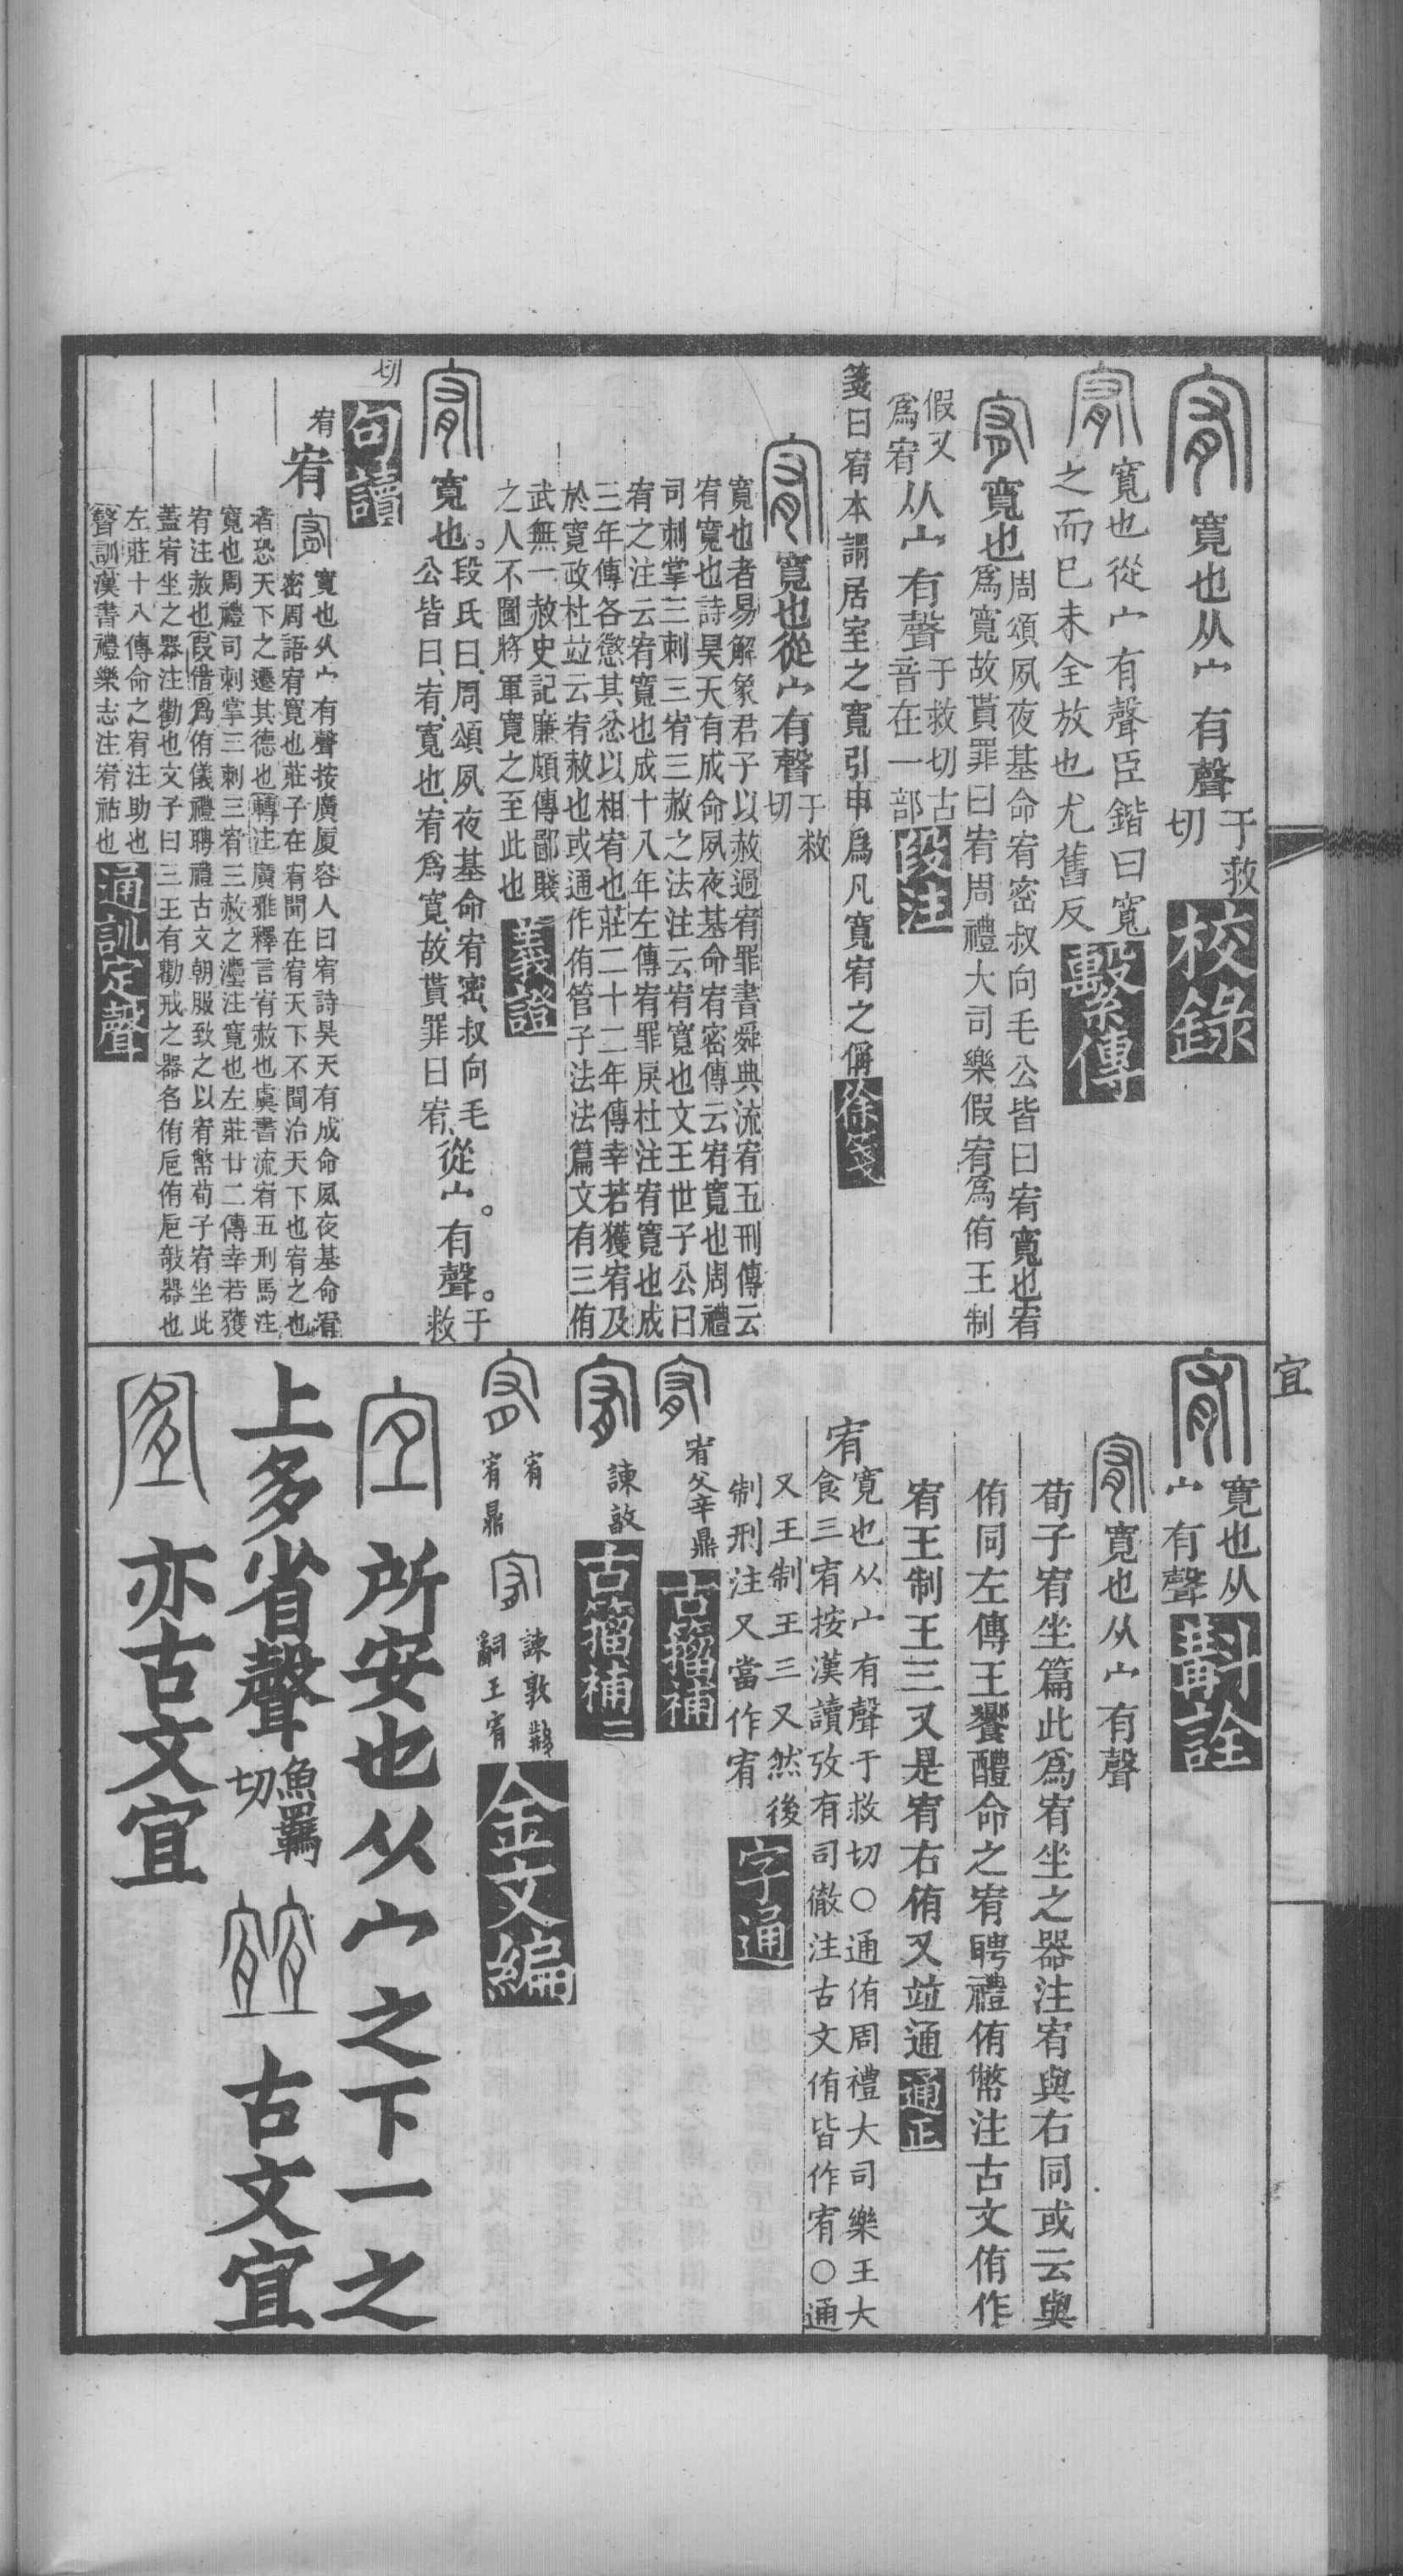 寬也从宀有聲
于救
切
校錄
寬也從宀有聲臣鍇曰寬
之而巳未全放也尤舊反
繫傳
寬也
周頌夙夜基命宥密叔向毛公皆曰宥寬也宥
爲寬故貰罪曰宥周禮大司樂假宥爲侑王制
假又
爲宥
从宀有聲
于救切古
音在一部
段注
箋曰宥本謂居室之寬引申爲凡寬宥之偁
徐箋
寬也從宀有聲
于救
切
寬也者易解象君子以赦過宥罪書舜典流宥五刑傳云
宥寬也詩昊天有成命夙夜基命宥密傳云宥寬也周禮
司刺掌三刺三宥三赦之法注云宥寬也文王世子公曰
宥之注云宥寬也成十八年左傳宥罪戾杜注宥寬也成
三年傳各懲其忿以相宥也莊二十二年傳幸若獲宥及
於寬政杜竝云宥赦也或通作侑管子法法篇文有三侑
武無一赦史記廉頗傳鄙賤
之人不圖將軍寬之至此也
義證
寬也。
段氏曰、周頌夙夜基命宥密、叔向毛
公皆曰、宥、寬也、宥爲寬、故貰罪曰宥、
從宀。有聲。
于
救
切
句讀
宥
宥
寬也从宀有聲按廣厦容人曰宥詩昊天有成命夙夜基命宥
密周語宥寬也莊子在宥聞在宥天下不聞治天下也宥之也
者恐天下之遷其德也轉注廣雅釋言宥赦也虞書流宥五刑馬注
寬也周禮司刺掌三刺三宥三赦之灋注寬也左莊廿二傳幸若獲
宥注赦也叚借爲侑儀禮聘禮古文朝服致之以宥幣荀子宥坐此
蓋宥坐之器注勸也文子曰三王有勸戒之器名侑巵侑巵敧器也
左莊十八傳命之宥注助也
聲訓漢書禮樂志注宥祐也
通訓定聲
宜
寬也从
宀有聲
斠詮
寬也从宀有聲
荀子宥坐篇此爲宥坐之器注宥與右同或云與
侑同左傳王饗醴命之宥聘禮侑幣注古文侑作
宥王制王三又是宥右侑又竝通
通正
宥
寬也从宀有聲于救切○通侑周禮大司樂王大
食三宥按漢讀攷有司徹注古文侑皆作宥○通
又王制王三又然後
制刑注又當作宥
字通
宥父辛鼎
古籀補
諫敦
古籀補二
宥
宥鼎
諫敦
嗣王宥
金文編
所安也从宀之下一之
上多省聲
魚羈
切
古文宜
亦古文宜